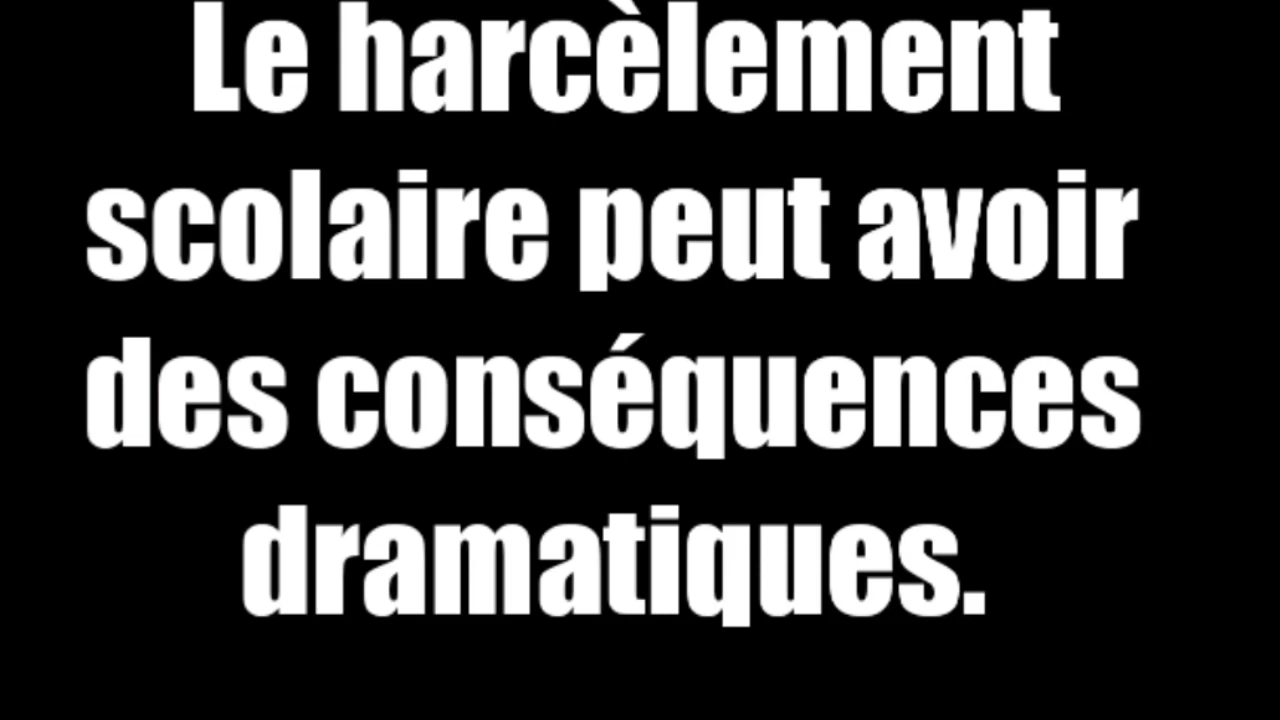 Le harcèlement
scolaire peut avoir
des conséquences
dramatiques.